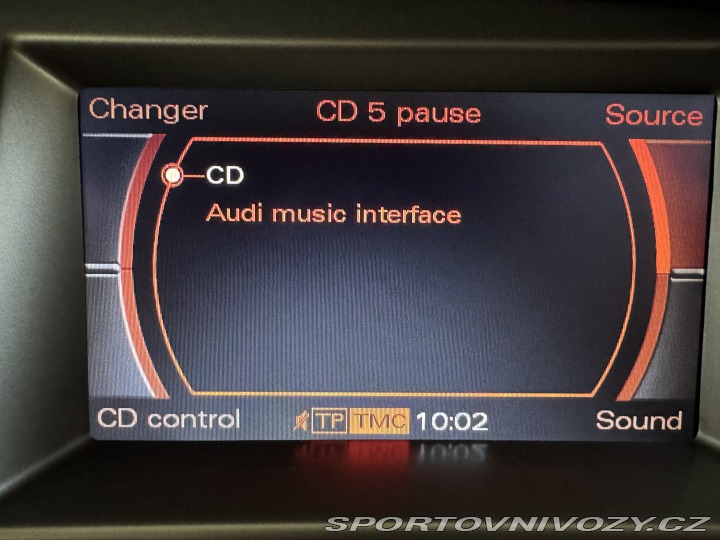 Changer CD 5 pause Source
CD
Audi music interface
CD control TP TMC 10:02 Sound
SPORTOVNIVOZY.CZ